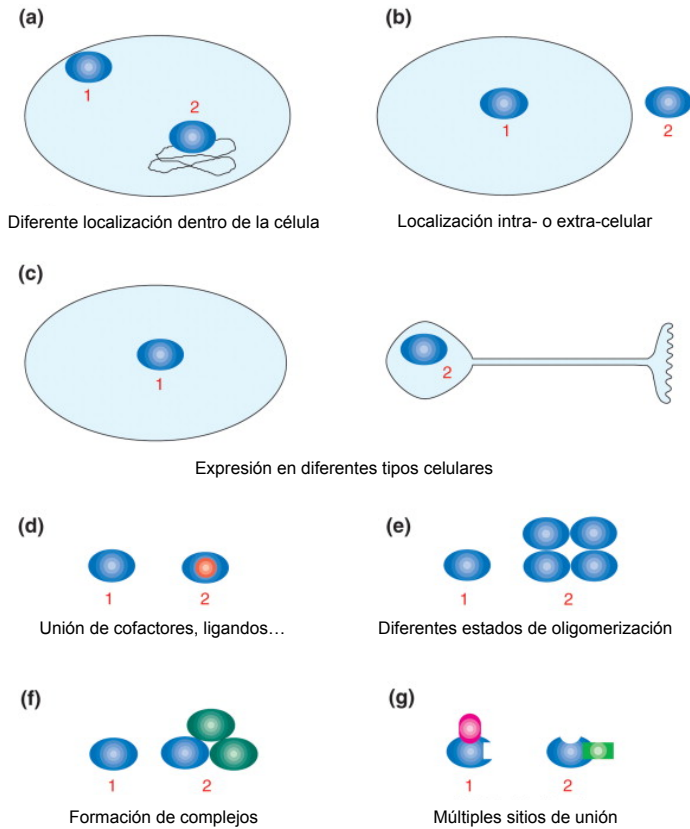 (a)
1
2
Diferente localización dentro de la célula
(b)
1
2
Localización intra- o extra-celular
(c)
1
2
Expresión en diferentes tipos celulares
(d)
1
2
Unión de cofactores, ligandos…
(e)
1
2
Diferentes estados de oligomerización
(f)
1
2
Formación de complejos
(g)
1
2
Múltiples sitios de unión